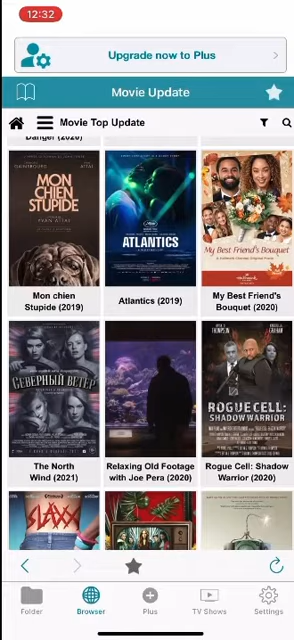 12:32
Upgrade now to Plus
Movie Update
Movie Top Update
Danger (2020)
MON
CHIEN
STUPIDE
YVAN ATTAL
ATLANTICS
My Best Friend's Bouquet
Mon chien
Stupide (2019)
Atlantics (2019)
My Best Friend's
Bouquet (2020)
СЕВЕРНЫЙ ВЕТЕР
THOMPSON
ROGUE CELL:
SHADOW WARRIOR
The North
Wind (2021)
Relaxing Old Footage
with Joe Pera (2020)
Rogue Cell: Shadow
Warrior (2020)
SLAXX
Folder
Browser
Plus
TV Shows
Settings